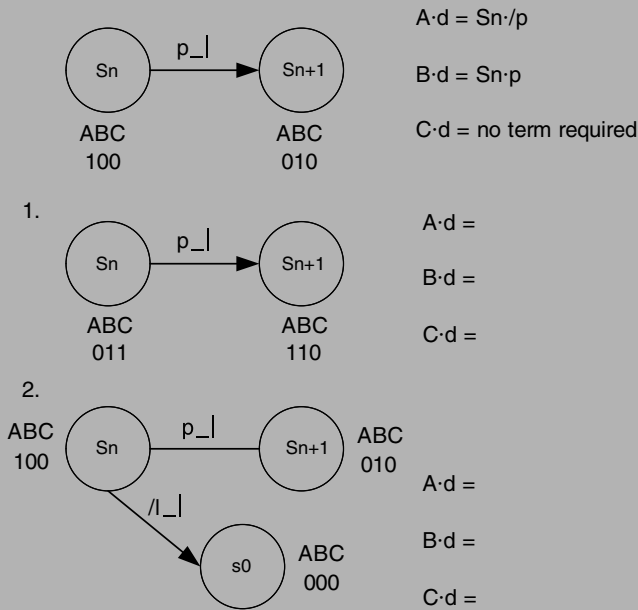 A·d = Sn·/p
p_|
Sn
Sn+1
B·d = Sn·p
ABC
100
ABC
010
C·d = no term required
1.
A·d =
p_|
Sn
Sn+1
B·d =
ABC
011
ABC
110
C·d =
2.
ABC
100
Sn
p_|
Sn+1
ABC
010
A·d =
/I_|
B·d =
s0
ABC
000
C·d =